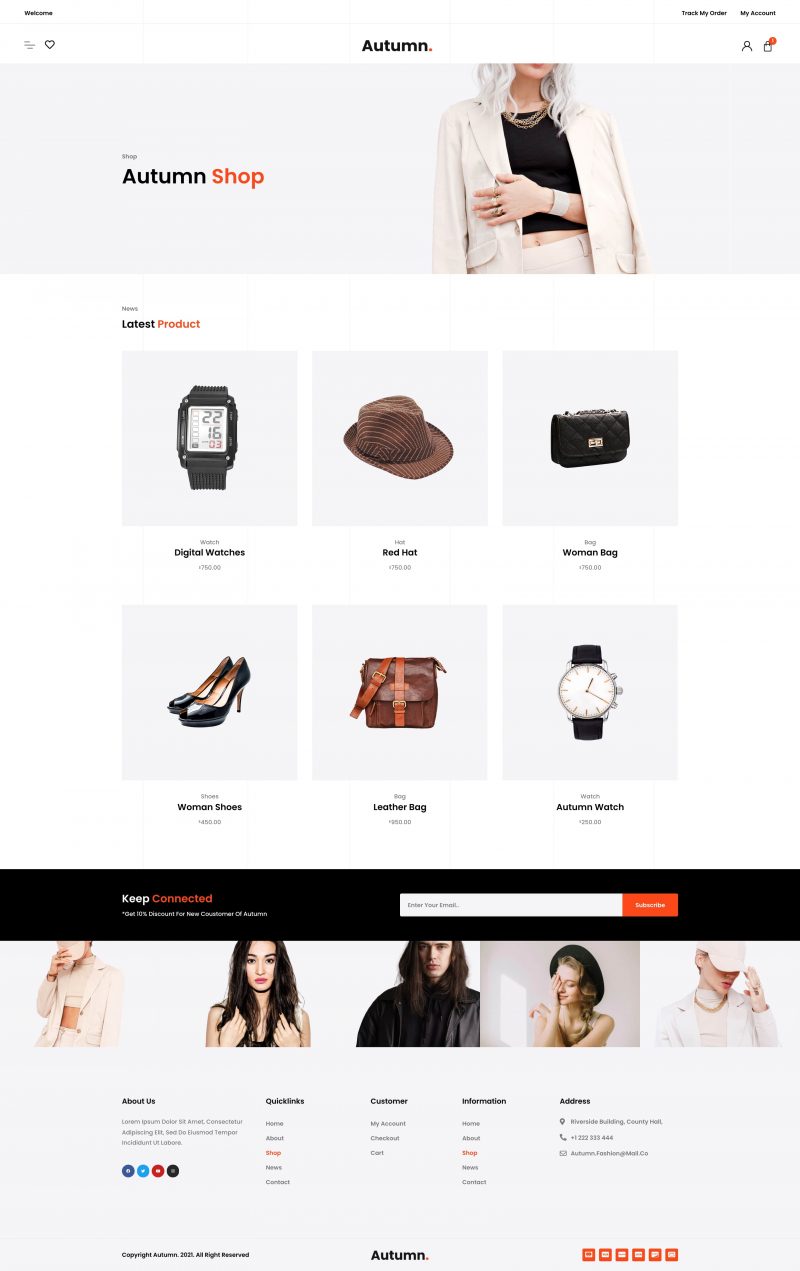 Welcome
Track My Order
My Account
Autumn.
Shop
Autumn Shop
News
Latest Product
Watch
Digital Watches
$750.00
Hat
Red Hat
$750.00
Bag
Woman Bag
$750.00
Shoes
Woman Shoes
$450.00
Bag
Leather Bag
$950.00
Watch
Autumn Watch
$250.00
Keep Connected
*Get 10% Discount For New Coustomer Of Autumn
Enter Your Email..
Subscribe
About Us
Lorem Ipsum Dolor Sit Amet, Consectetur
Adipiscing Elit, Sed Do Eiusmod Tempor
Incididunt Ut Labore.
Quicklinks
Home
About
Shop
News
Contact
Customer
My Account
Checkout
Cart
Information
Home
About
Shop
News
Contact
Address
Riverside Building, County Hall,
+1 222 333 444
Autumn.Fashion@Mail.Co
Copyright Autumn. 2021. All Right Reserved
Autumn.